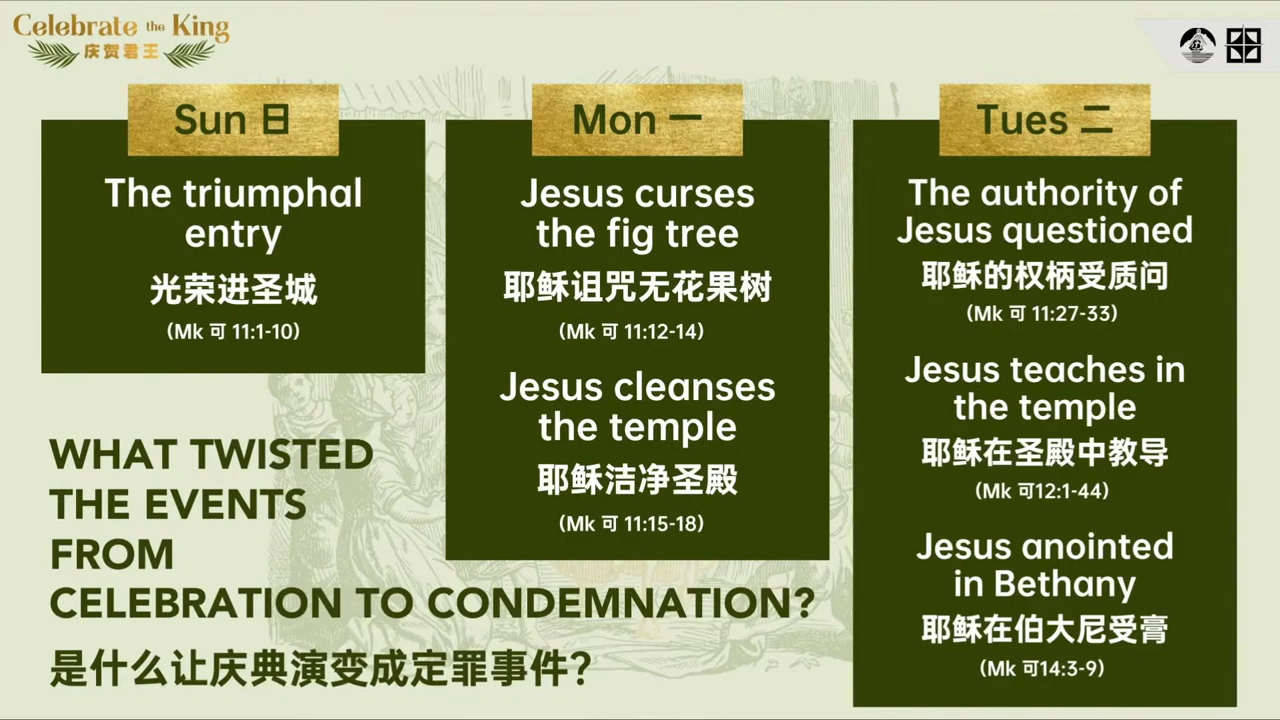 Celebrate the King
庆贺君王
Sun 日
The triumphal
entry
光荣进圣城
(Mk 可 11:1-10)
Mon 一
Jesus curses
the fig tree
耶稣诅咒无花果树
(Mk 可 11:12-14)
Jesus cleanses
the temple
耶稣洁净圣殿
(Mk 可 11:15-18)
Tues 二
The authority of
Jesus questioned
耶稣的权柄受质问
(Mk 可 11:27-33)
Jesus teaches in
the temple
耶稣在圣殿中教导
(Mk 可12:1-44)
Jesus anointed
in Bethany
耶稣在伯大尼受膏
(Mk 可14:3-9)
WHAT TWISTED
THE EVENTS
FROM
CELEBRATION TO CONDEMNATION?
是什么让庆典演变成定罪事件?